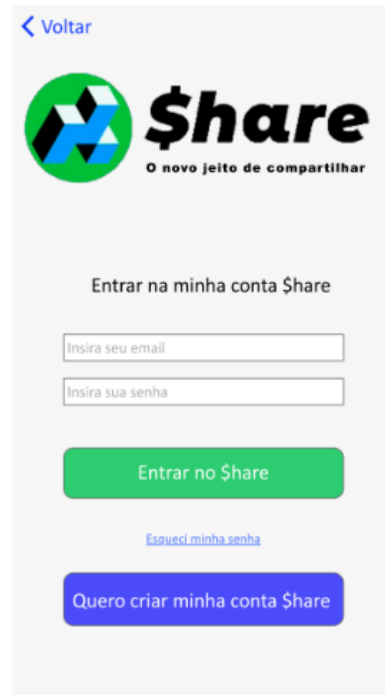 Voltar
$hare
O novo jeito de compartilhar
Entrar na minha conta $hare
Insira seu email
Insira sua senha
Entrar no $hare
Esqueci minha senha
Quero criar minha conta $hare